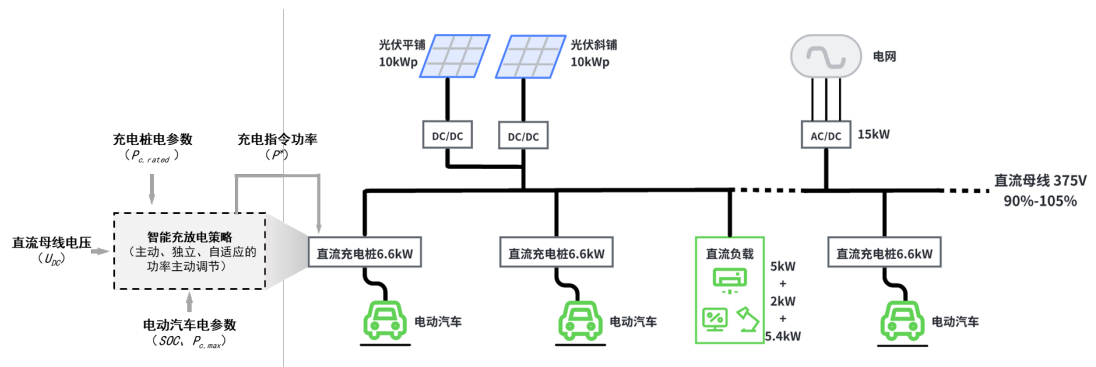 充电桩电参数
（Pc,rated）
充电指令功率
（P*）
直流母线电压
（UDC）
智能充放电策略
（主动、独立、自适应的
功率主动调节）
电动汽车电参数
（SOC、Pc,max）
光伏平铺
10kWp
光伏斜铺
10kWp
电网
DC/DC
DC/DC
AC/DC
15kW
直流母线 375V
90%-105%
直流充电桩6.6kW
直流充电桩6.6kW
直流负载
5kW
+
2kW
+
5.4kW
直流充电桩6.6kW
电动汽车
电动汽车
电动汽车